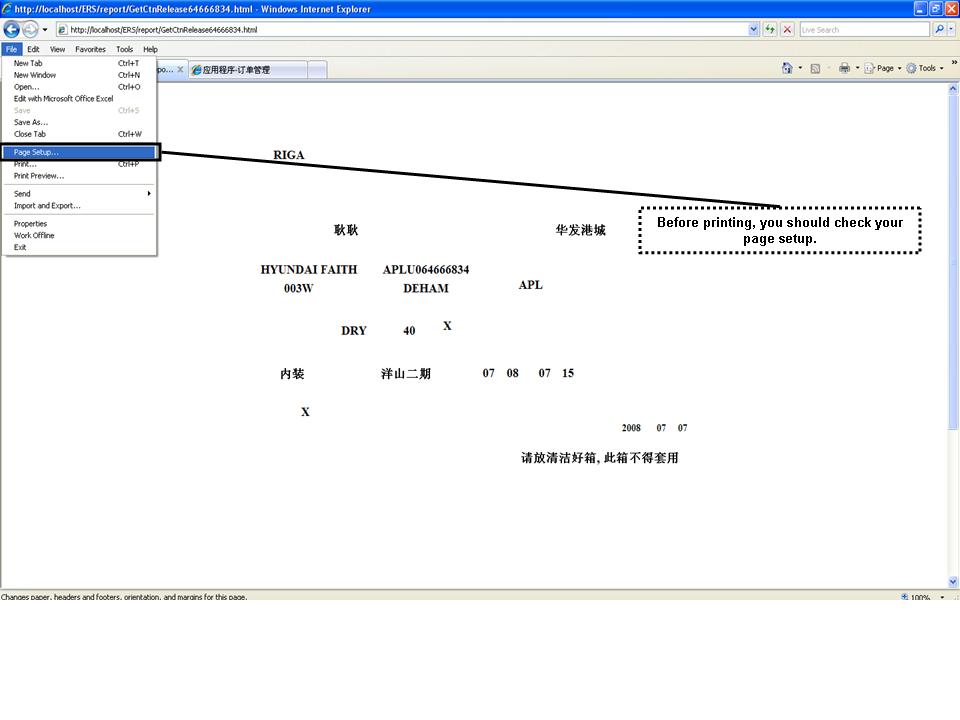 http://localhost/ERS/report/GetCtnRelease64666834.html - Windows Internet Explorer
http://localhost/ERS/report/GetCtnRelease64666834.html Live Search
File Edit View Favorites Tools Help
po... 应用程序-订单管理 Page Tools
New Tab Ctrl+T
New Window Ctrl+N
Open... Ctrl+O
Edit with Microsoft Office Excel
Save Ctrl+S
Save As...
Close Tab Ctrl+W
Page Setup...
Print... Ctrl+P
Print Preview...
Send
Import and Export...
Properties
Work Offline
Exit
RIGA
Before printing, you should check your
page setup.
耿耿 华发港城
HYUNDAI FAITH APLU064666834
003W DEHAM APL
DRY 40 X
内装 洋山二期 07 08 07 15
X
2008 07 07
请放清洁好箱, 此箱不得套用
Changes paper, headers and footers, orientation, and margins for this page. 100%